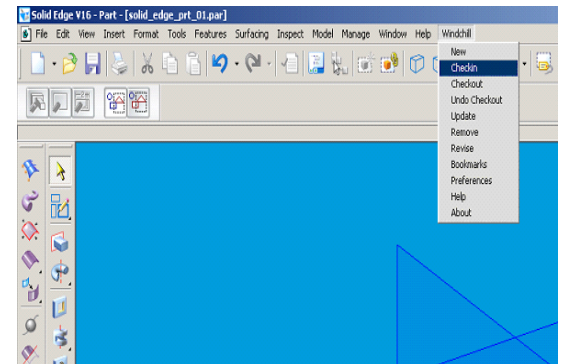 Solid Edge V16 - Part - [solid_edge_prt_01.par]
File Edit View Insert Format Tools Features Surfacing Inspect Model Manage Window Help Windchill
New
Checkin
Checkout
Undo Checkout
Update
Remove
Revise
Bookmarks
Preferences
Help
About